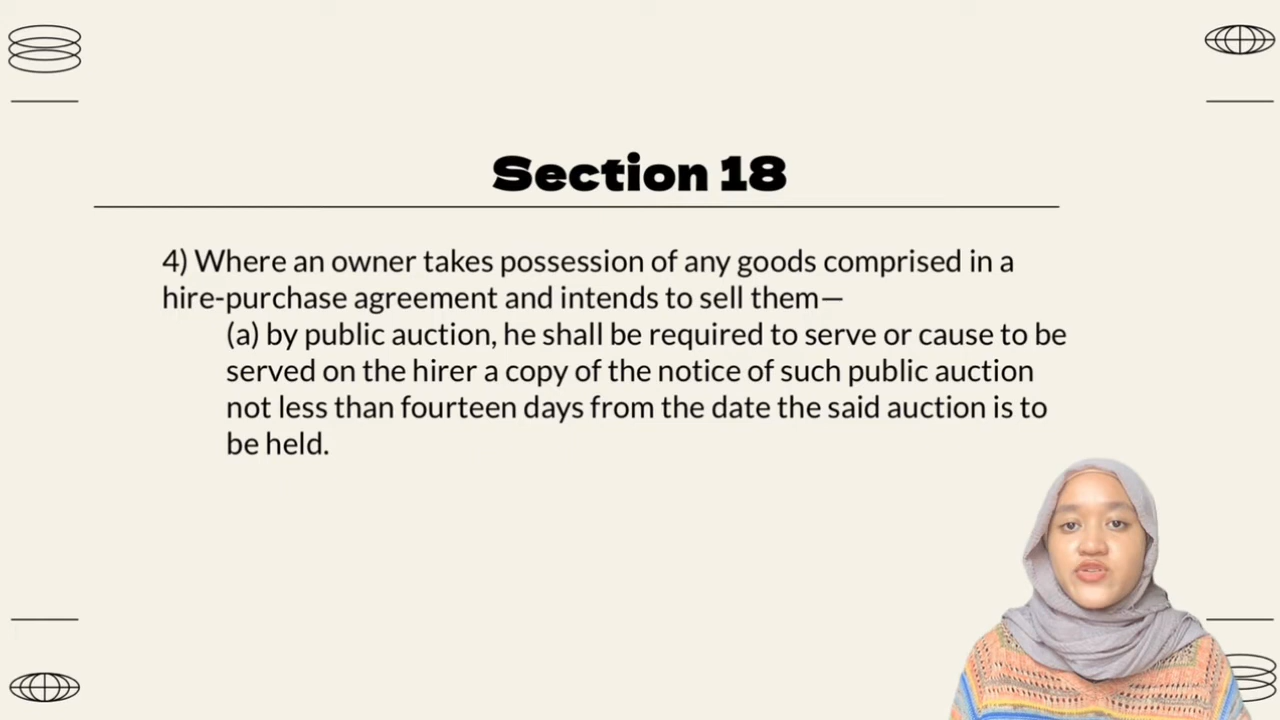 Section 18
4) Where an owner takes possession of any goods comprised in a
hire-purchase agreement and intends to sell them—
(a) by public auction, he shall be required to serve or cause to be
served on the hirer a copy of the notice of such public auction
not less than fourteen days from the date the said auction is to
be held.